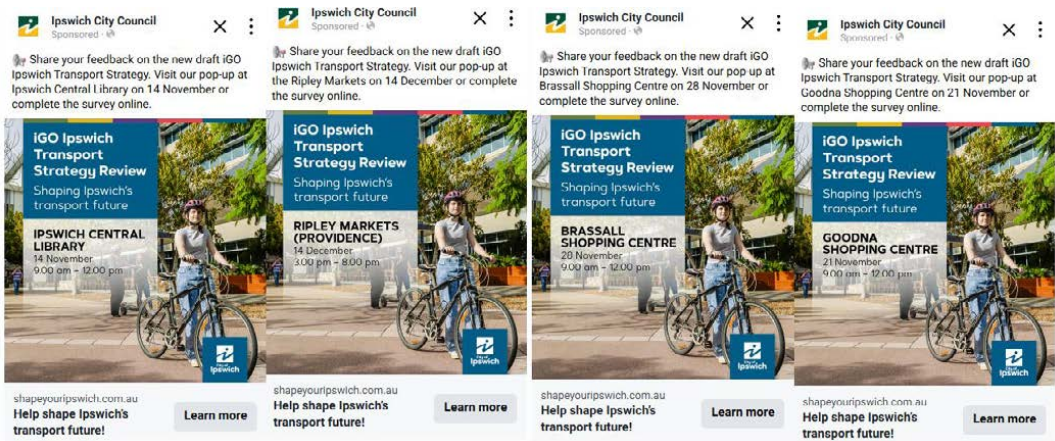 Ipswich City Council
Sponsored ·
Share your feedback on the new draft iGO
Ipswich Transport Strategy. Visit our pop-up at
Ipswich Central Library on 14 November or
complete the survey online.
iGO Ipswich
Transport
Strategy Review
Shaping Ipswich's
transport future
IPSWICH CENTRAL
LIBRARY
14 November
9.00 am – 12.00 pm
City of
Ipswich
shapeyouripswich.com.au
Help shape Ipswich's
transport future!
Learn more
Ipswich City Council
Sponsored ·
Share your feedback on the new draft iGO
Ipswich Transport Strategy. Visit our pop-up at
the Ripley Markets on 14 December or complete
the survey online.
iGO Ipswich
Transport
Strategy Review
Shaping Ipswich's
transport future
RIPLEY MARKETS
(PROVIDENCE)
14 December
3.00 pm – 8.00 pm
City of
Ipswich
shapeyouripswich.com.au
Help shape Ipswich's
transport future!
Learn more
Ipswich City Council
Sponsored ·
Share your feedback on the new draft iGO
Ipswich Transport Strategy. Visit our pop-up at
Brassall Shopping Centre on 28 November or
complete the survey online.
iGO Ipswich
Transport
Strategy Review
Shaping Ipswich's
transport future
BRASSALL
SHOPPING CENTRE
28 November
9.00 am – 12.00 pm
City of
Ipswich
shapeyouripswich.com.au
Help shape Ipswich's
transport future!
Learn more
Ipswich City Council
Sponsored ·
Share your feedback on the new draft iGO
Ipswich Transport Strategy. Visit our pop-up at
Goodna Shopping Centre on 21 November or
complete the survey online.
iGO Ipswich
Transport
Strategy Review
Shaping Ipswich's
transport future
GOODNA
SHOPPING CENTRE
21 November
9.00 am – 12.00 pm
City of
Ipswich
shapeyouripswich.com.au
Help shape Ipswich's
transport future!
Learn more